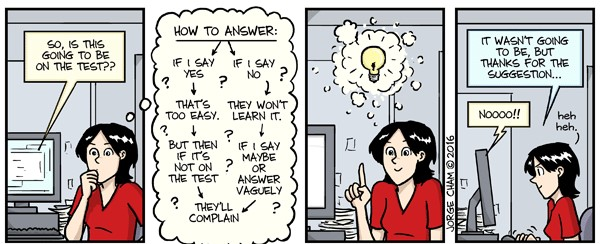 SO, IS THIS
GOING TO BE
ON THE TEST??
HOW TO ANSWER:
IF I SAY
YES
?
THAT'S
TOO EASY.
BUT THEN
IF IT'S
NOT ON
THE TEST
?
IF I SAY
NO
?
?
THEY WON'T
LEARN IT.
?
IF I SAY
MAYBE
OR
ANSWER
VAGUELY
?
THEY'LL
COMPLAIN
JORGE CHAM © 2016
IT WASN'T GOING
TO BE, BUT
THANKS FOR THE
SUGGESTION...
NOOOO!!
heh
heh.